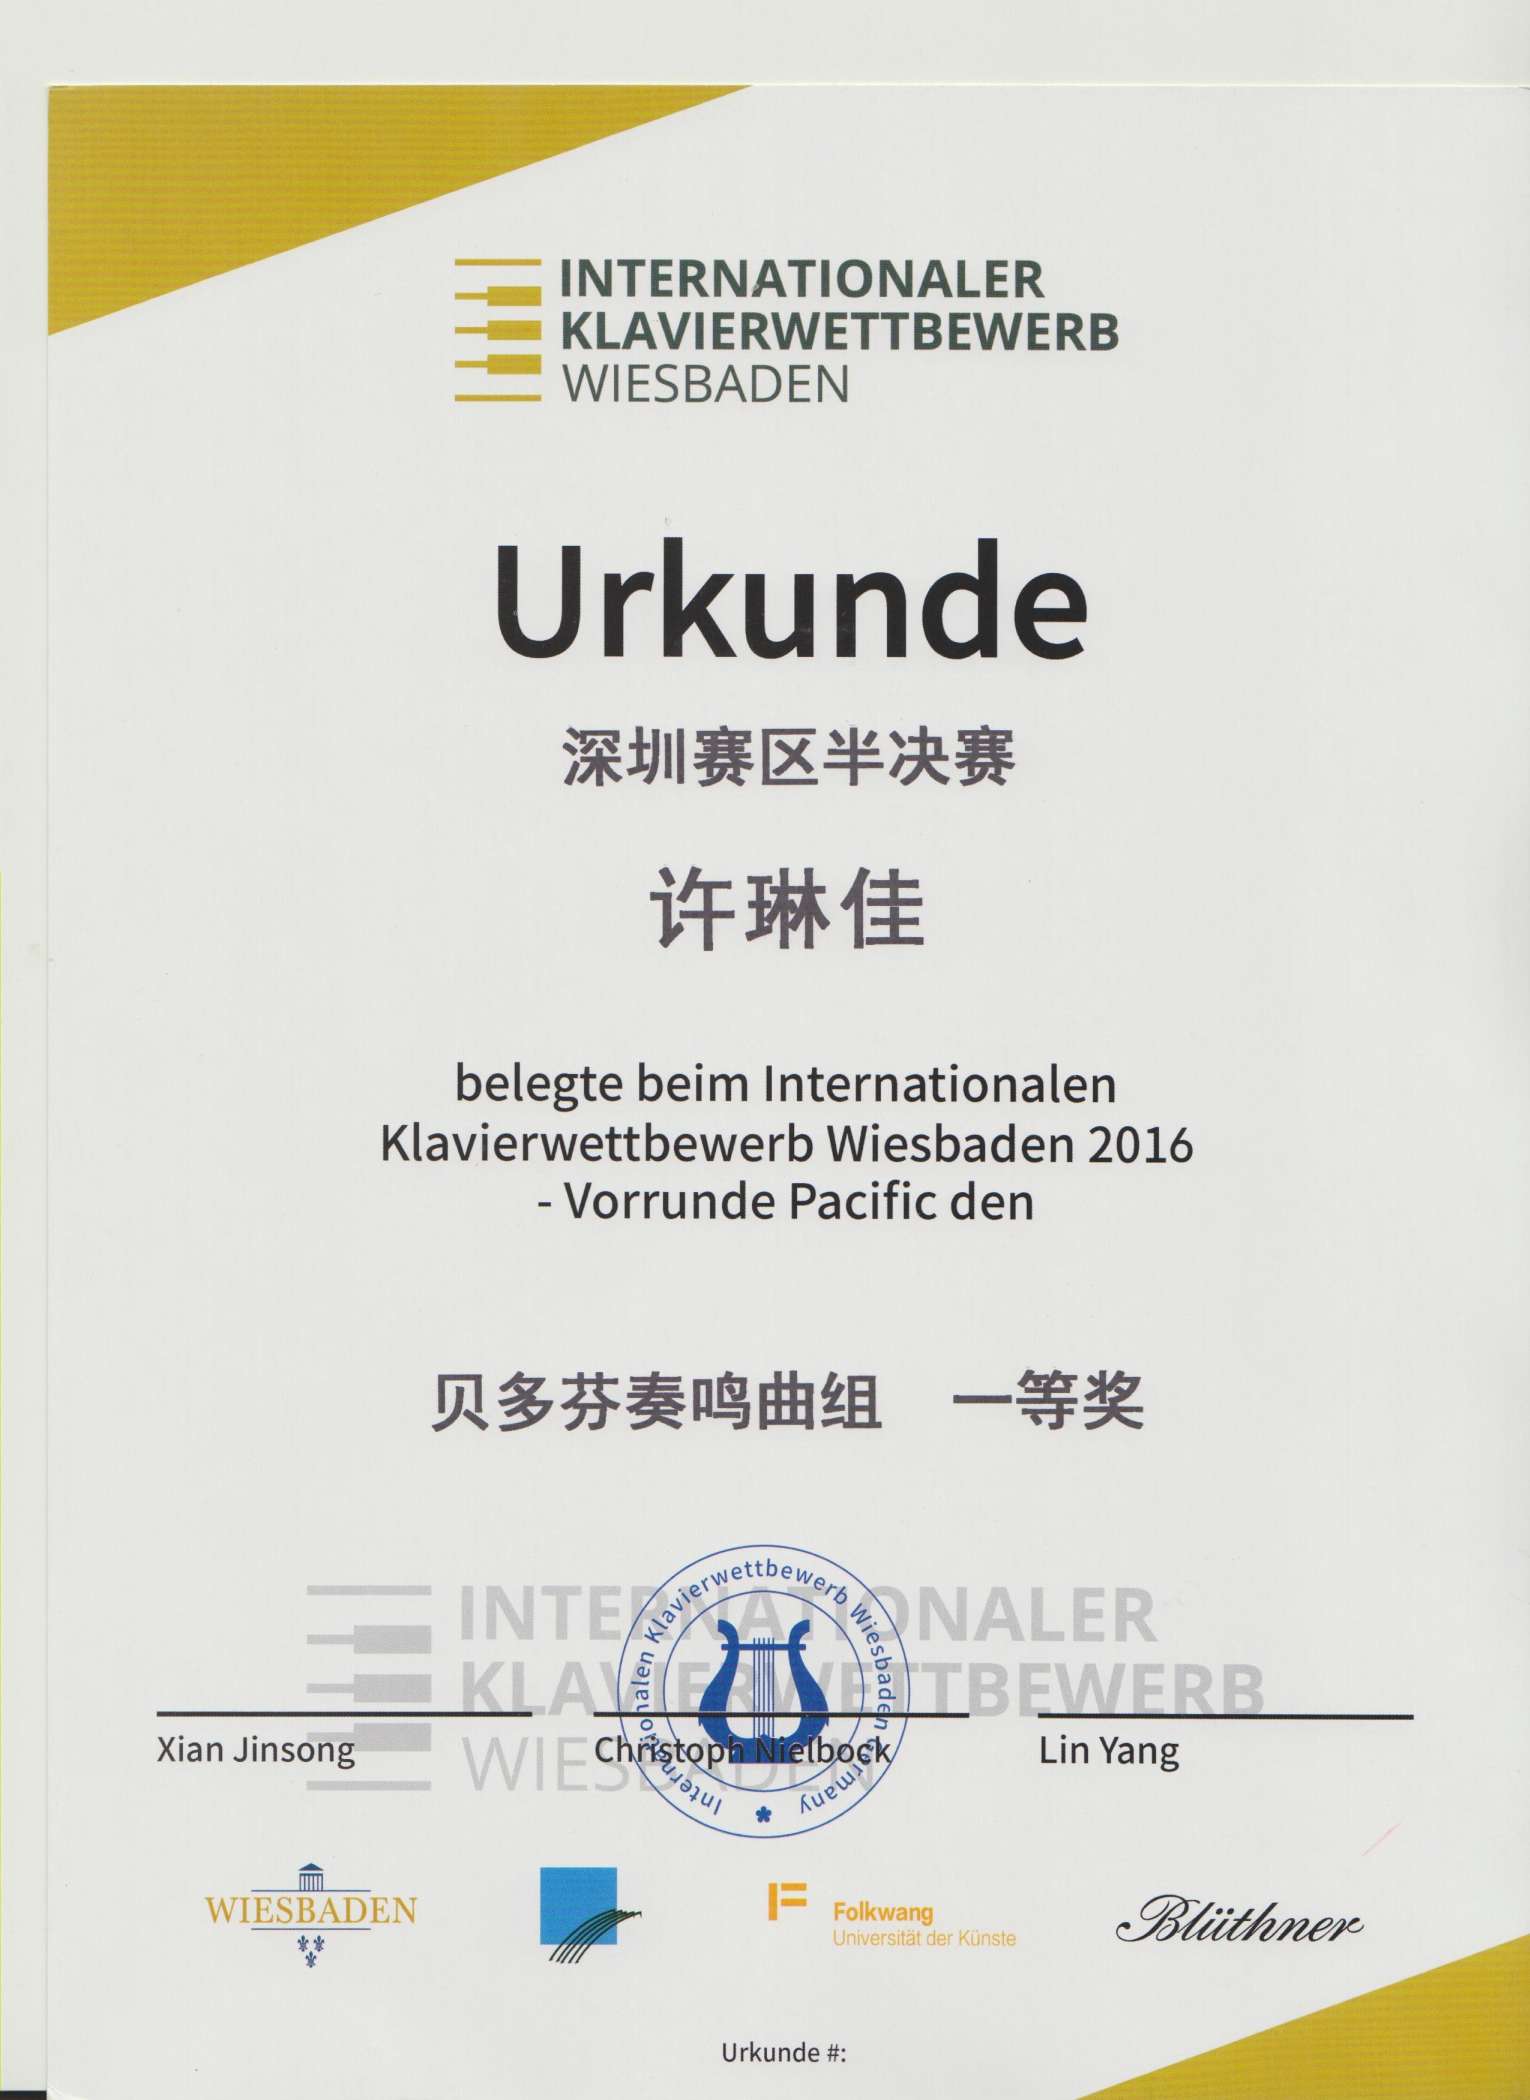 INTERNATIONALER
KLAVIERWETTBEWERB
WIESBADEN
Urkunde
深圳赛区半决赛
许琳佳
belegte beim Internationalen
Klavierwettbewerb Wiesbaden 2016
- Vorrunde Pacific den
贝多芬奏鸣曲组 一等奖
INTERNATIONALER
KLAVIERWETTBEWERB
WIESBADEN
Internationalen Klavierwettbewerb Wiesbaden Germany
Xian Jinsong
Christoph Nielbock
Lin Yang
WIESBADEN
Folkwang
Universität der Künste
Blüthner
Urkunde #: